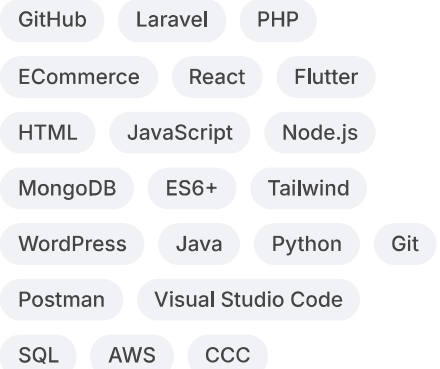 GitHub Laravel PHP
ECommerce React Flutter
HTML JavaScript Node.js
MongoDB ES6+ Tailwind
WordPress Java Python Git
Postman Visual Studio Code
SQL AWS CCC